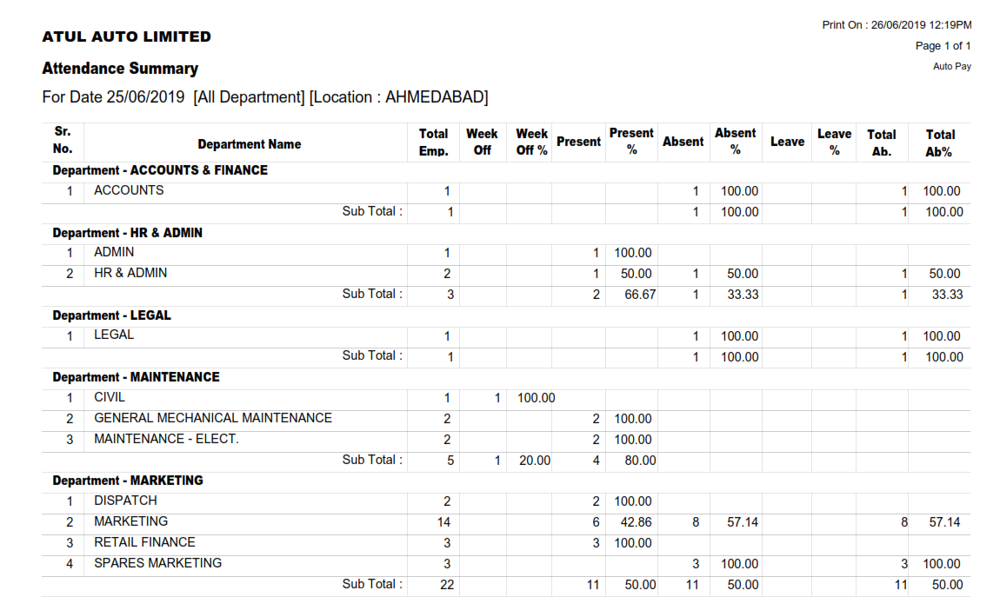 Print On : 26/06/2019 12:19PM
ATUL AUTO LIMITED
Page 1 of 1
Attendance Summary
Auto Pay
For Date 25/06/2019 [All Department] [Location : AHMEDABAD]
Sr. No. Department Name Total Emp. Week Off Week Off % Present Present % Absent Absent % Leave Leave % Total Ab. Total Ab%
Department - ACCOUNTS & FINANCE
1 ACCOUNTS 1 1 100.00 1 100.00
Sub Total : 1 1 100.00 1 100.00
Department - HR & ADMIN
1 ADMIN 1 1 100.00
2 HR & ADMIN 2 1 50.00 1 50.00 1 50.00
Sub Total : 3 2 66.67 1 33.33 1 33.33
Department - LEGAL
1 LEGAL 1 1 100.00 1 100.00
Sub Total : 1 1 100.00 1 100.00
Department - MAINTENANCE
1 CIVIL 1 1 100.00
2 GENERAL MECHANICAL MAINTENANCE 2 2 100.00
3 MAINTENANCE - ELECT. 2 2 100.00
Sub Total : 5 1 20.00 4 80.00
Department - MARKETING
1 DISPATCH 2 2 100.00
2 MARKETING 14 6 42.86 8 57.14 8 57.14
3 RETAIL FINANCE 3 3 100.00
4 SPARES MARKETING 3 3 100.00 3 100.00
Sub Total : 22 11 50.00 11 50.00 11 50.00